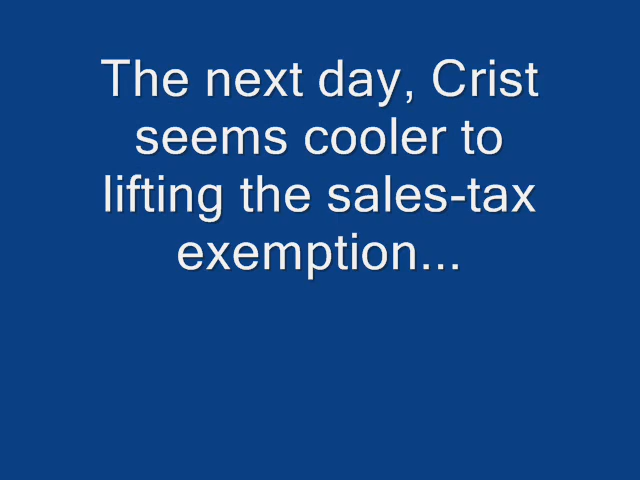 The next day, Crist
seems cooler to
lifting the sales-tax
exemption...